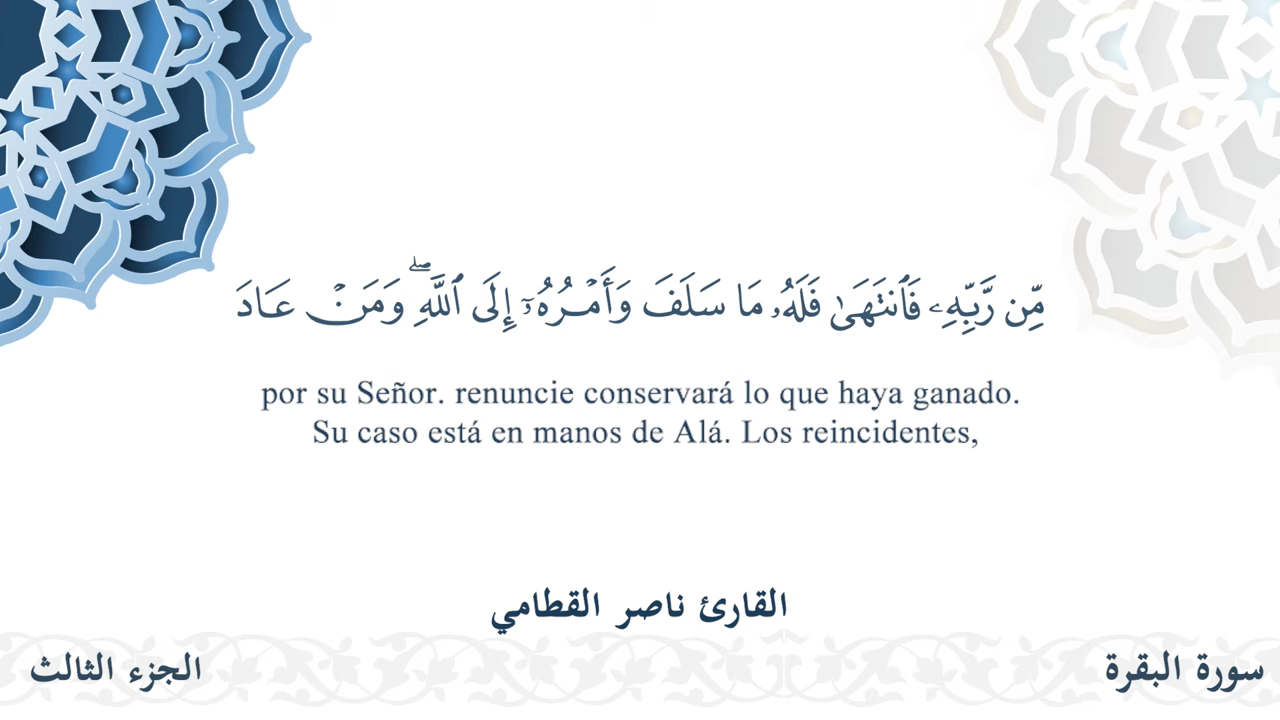 مِّن رَّبِّهِۦ فَٱنتَهَىٰ فَلَهُۥ مَا سَلَفَ وَأَمْرُهُۥٓ إِلَى ٱللَّهِۖ وَمَنْ عَادَ
por su Señor. renuncie conservará lo que haya ganado.
Su caso está en manos de Alá. Los reincidentes,
القارئ ناصر القطامي
سورة البقرة
الجزء الثالث